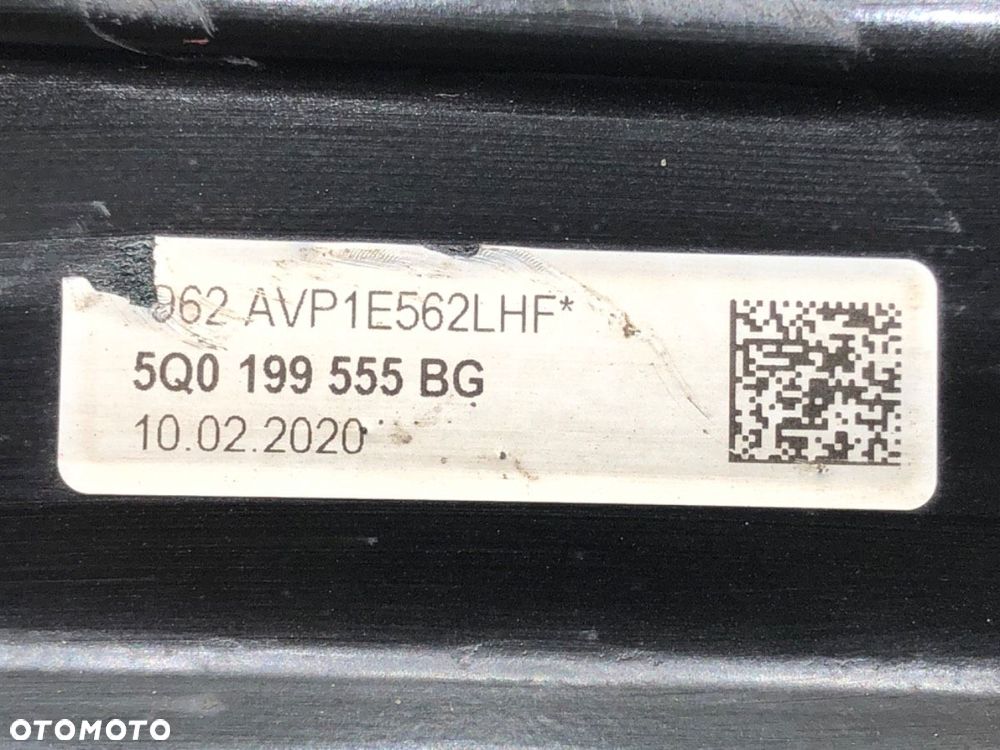 962 AVP1E562LHF*
5Q0 199 555 BG
10.02.2020
OTOMOTO